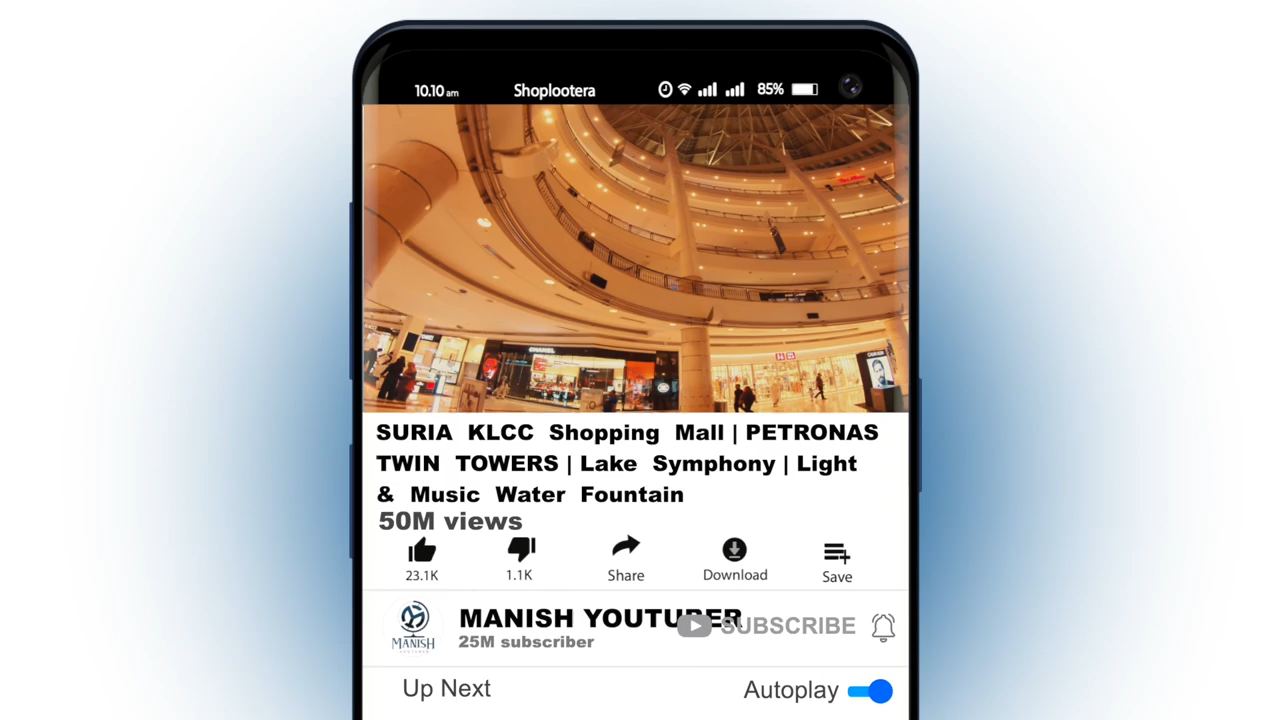 10.10 am Shoplootera 85%
CHANEL
SURIA KLCC Shopping Mall | PETRONAS
TWIN TOWERS | Lake Symphony | Light
& Music Water Fountain
50M views
23.1K 1.1K Share Download Save
MANISH YOUTUBER SUBSCRIBE
25M subscriber
MANISH
Up Next Autoplay